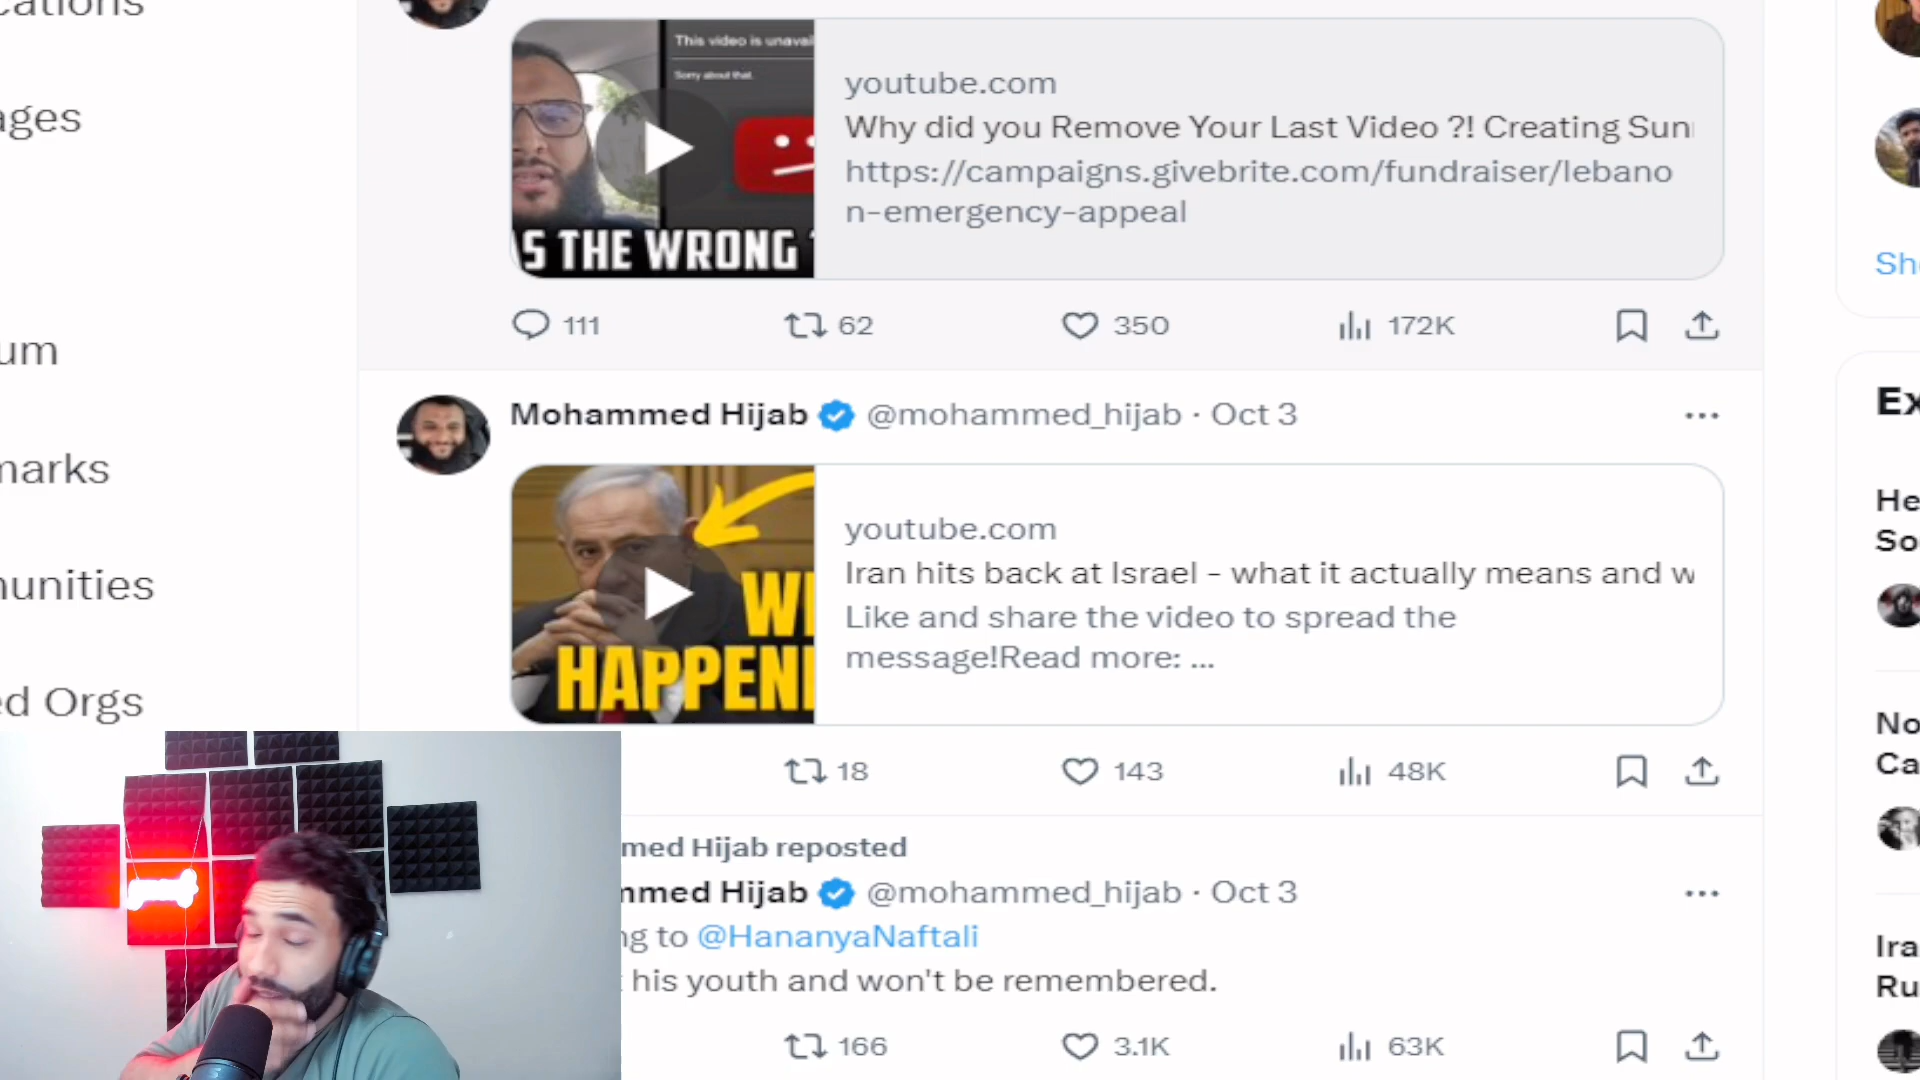 cations
ages
um
marks
munities
ed Orgs
This video is unavai
Sorry about that.
S THE WRONG
youtube.com
Why did you Remove Your Last Video ?! Creating Sun
https://campaigns.givebrite.com/fundraiser/lebano
n-emergency-appeal
111 62 350 172K
Mohammed Hijab @mohammed_hijab · Oct 3
HAPPEN
youtube.com
Iran hits back at Israel - what it actually means and w
Like and share the video to spread the
message!Read more: ...
18 143 48K
med Hijab reposted
mmed Hijab @mohammed_hijab · Oct 3
ng to @HananyaNaftali
his youth and won't be remembered.
166 3.1K 63K
Sh
Ex
He
So
No
Ca
Ira
Ru